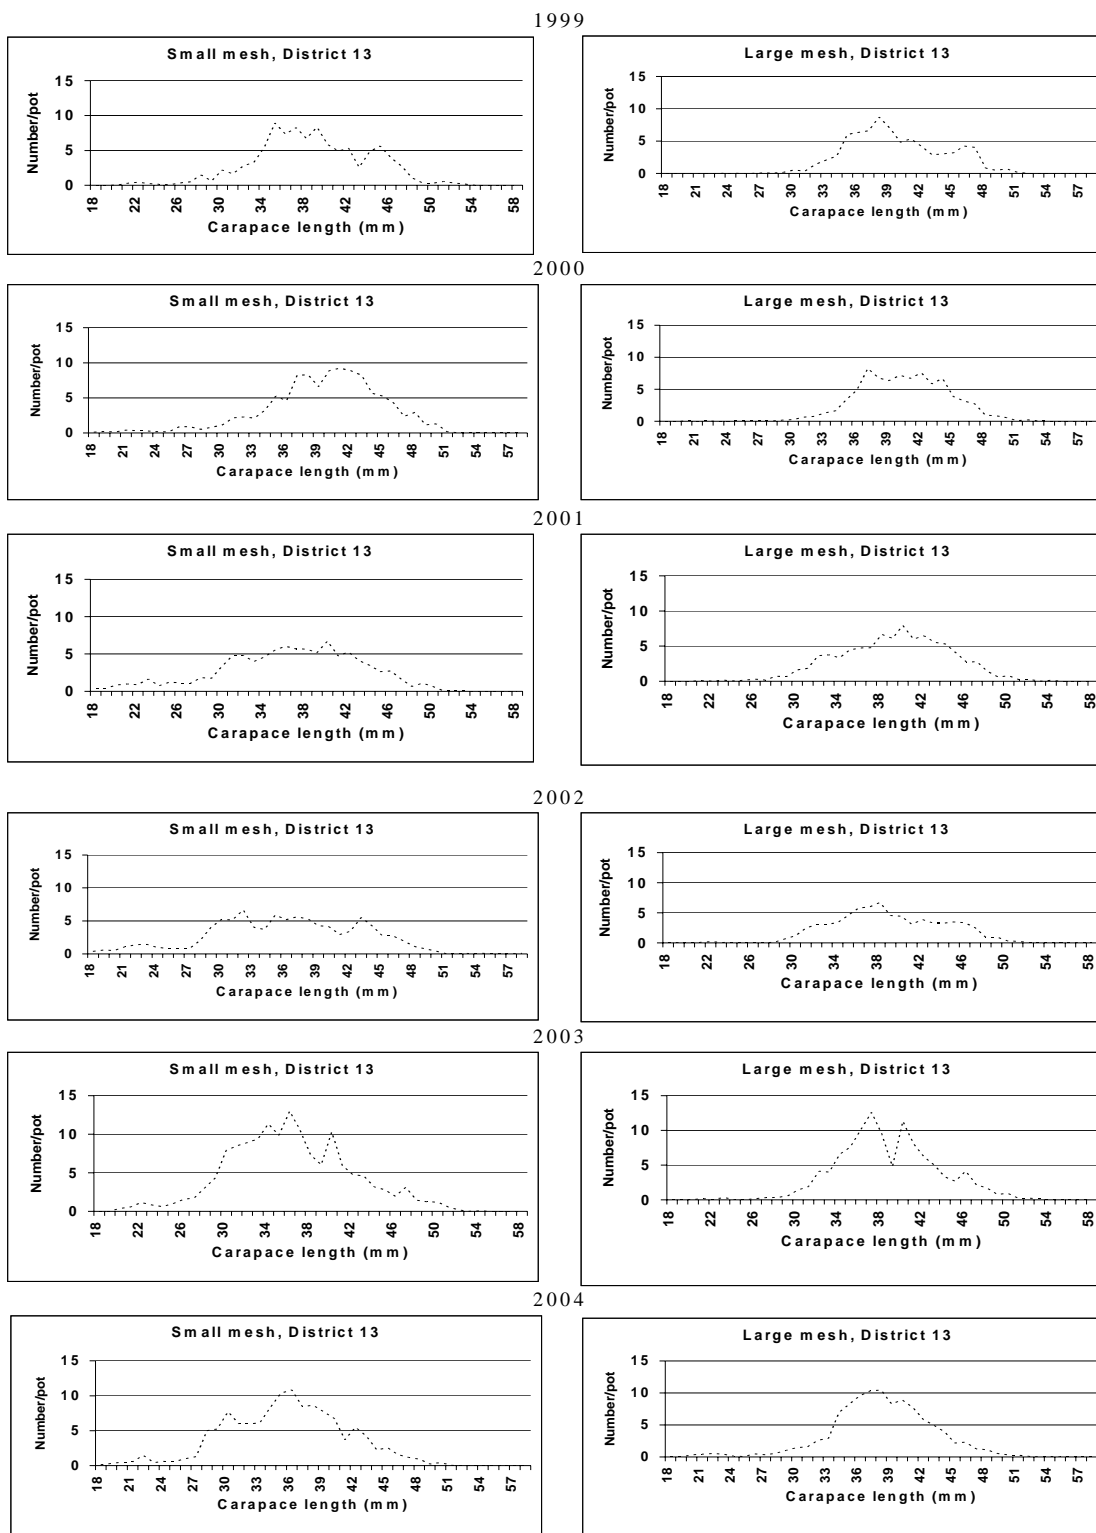 1999
Small mesh, District 13
Number/pot
15
10
5
0
18 22 26 30 35 38 42 46 50 54 58
Carapace length (mm)
Large mesh, District 13
Number/pot
15
10
5
0
18 22 26 30 33 38 42 45 48 51 54 57
Carapace length (mm)
2000
Small mesh, District 13
Number/pot
15
10
5
0
18 21 24 27 30 33 36 39 42 45 48 51 54 57
Carapace length (mm)
Large mesh, District 13
Number/pot
15
10
5
0
18 21 24 27 30 33 36 39 42 45 48 51 54 57
Carapace length (mm)
2001
Small mesh, District 13
Number/pot
15
10
5
0
18 22 26 30 34 38 42 46 50 54 58
Carapace length (mm)
Large mesh, District 13
Number/pot
15
10
5
0
18 22 26 30 34 38 42 46 50 54 58
Carapace length (mm)
2002
Small mesh, District 13
Number/pot
15
10
5
0
18 21 24 27 30 33 36 39 42 45 48 51 54 57
Carapace length (mm)
Large mesh, District 13
Number/pot
15
10
5
0
18 22 26 30 34 38 42 46 50 54 58
Carapace length (mm)
2003
Small mesh, District 13
Number/pot
15
10
5
0
18 22 26 30 34 38 42 46 50 54 58
Carapace length (mm)
Large mesh, District 13
Number/pot
15
10
5
0
18 22 26 30 34 38 42 46 50 54 58
Carapace length (mm)
2004
Small mesh, District 13
Number/pot
15
10
5
0
18 21 24 27 30 33 36 39 42 45 48 51 54 57
Carapace length (mm)
Large mesh, District 13
Number/pot
15
10
5
0
18 21 24 27 30 33 36 39 42 45 48 51 54 57
Carapace length (mm)